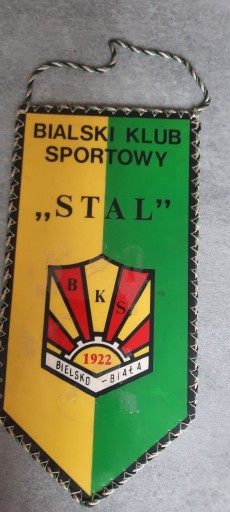 BIALSKI KLUB
SPORTOWY
„STAL”
B K S
1922
BIELSKO-BIAŁA